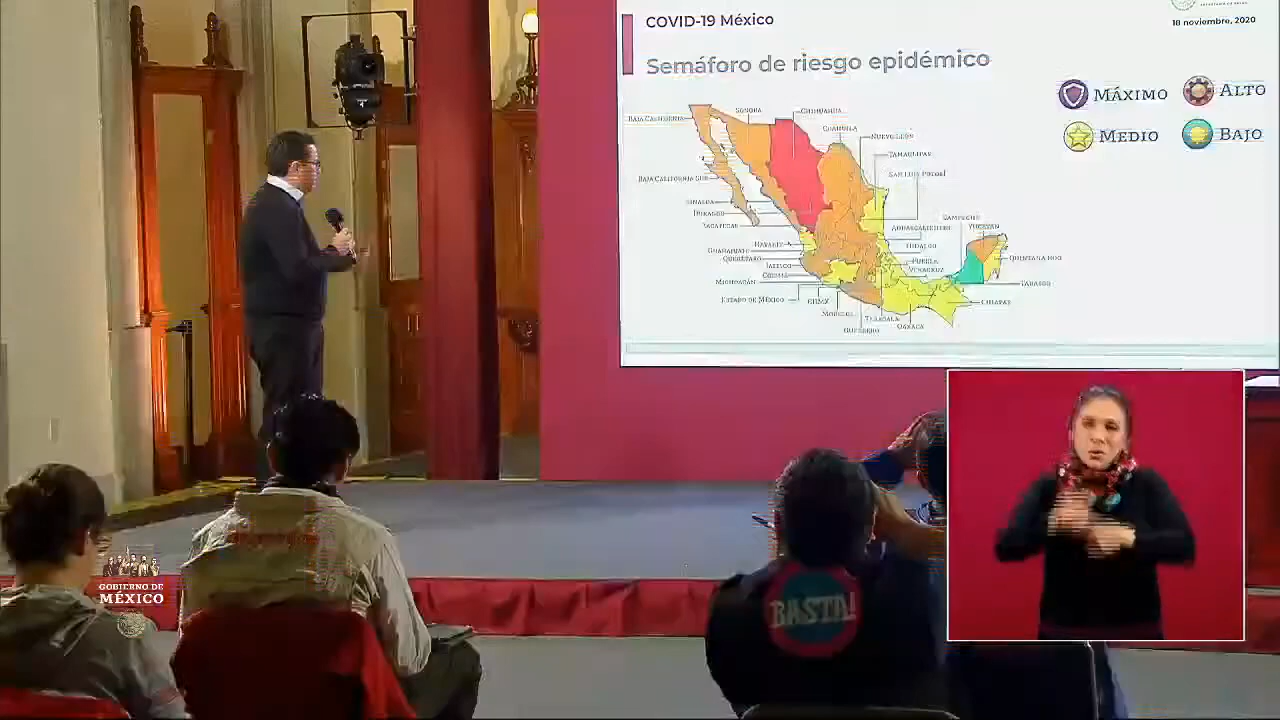 COVID-19 México
18 noviembre, 2020
Semáforo de riesgo epidémico
MÁXIMO
ALTO
MEDIO
BAJO
SONORA
CHIHUAHUA
BAJA CALIFORNIA
COAHUILA
NUEVO LEÓN
TAMAULIPAS
SAN LUIS POTOSÍ
BAJA CALIFORNIA SUR
SINALOA
DURANGO
ZACATECAS
CAMPECHE
YUCATÁN
AGUASCALIENTES
NAYARIT
HIDALGO
GUANAJUATO
QUERÉTARO
QUINTANA ROO
PUEBLA
JALISCO
VERACRUZ
COLIMA
MICHOACÁN
TABASCO
ESTADO DE MÉXICO
CDMX
CHIAPAS
MORELOS
TLAXCALA
OAXACA
GUERRERO
GOBIERNO DE
MÉXICO
BASTA!